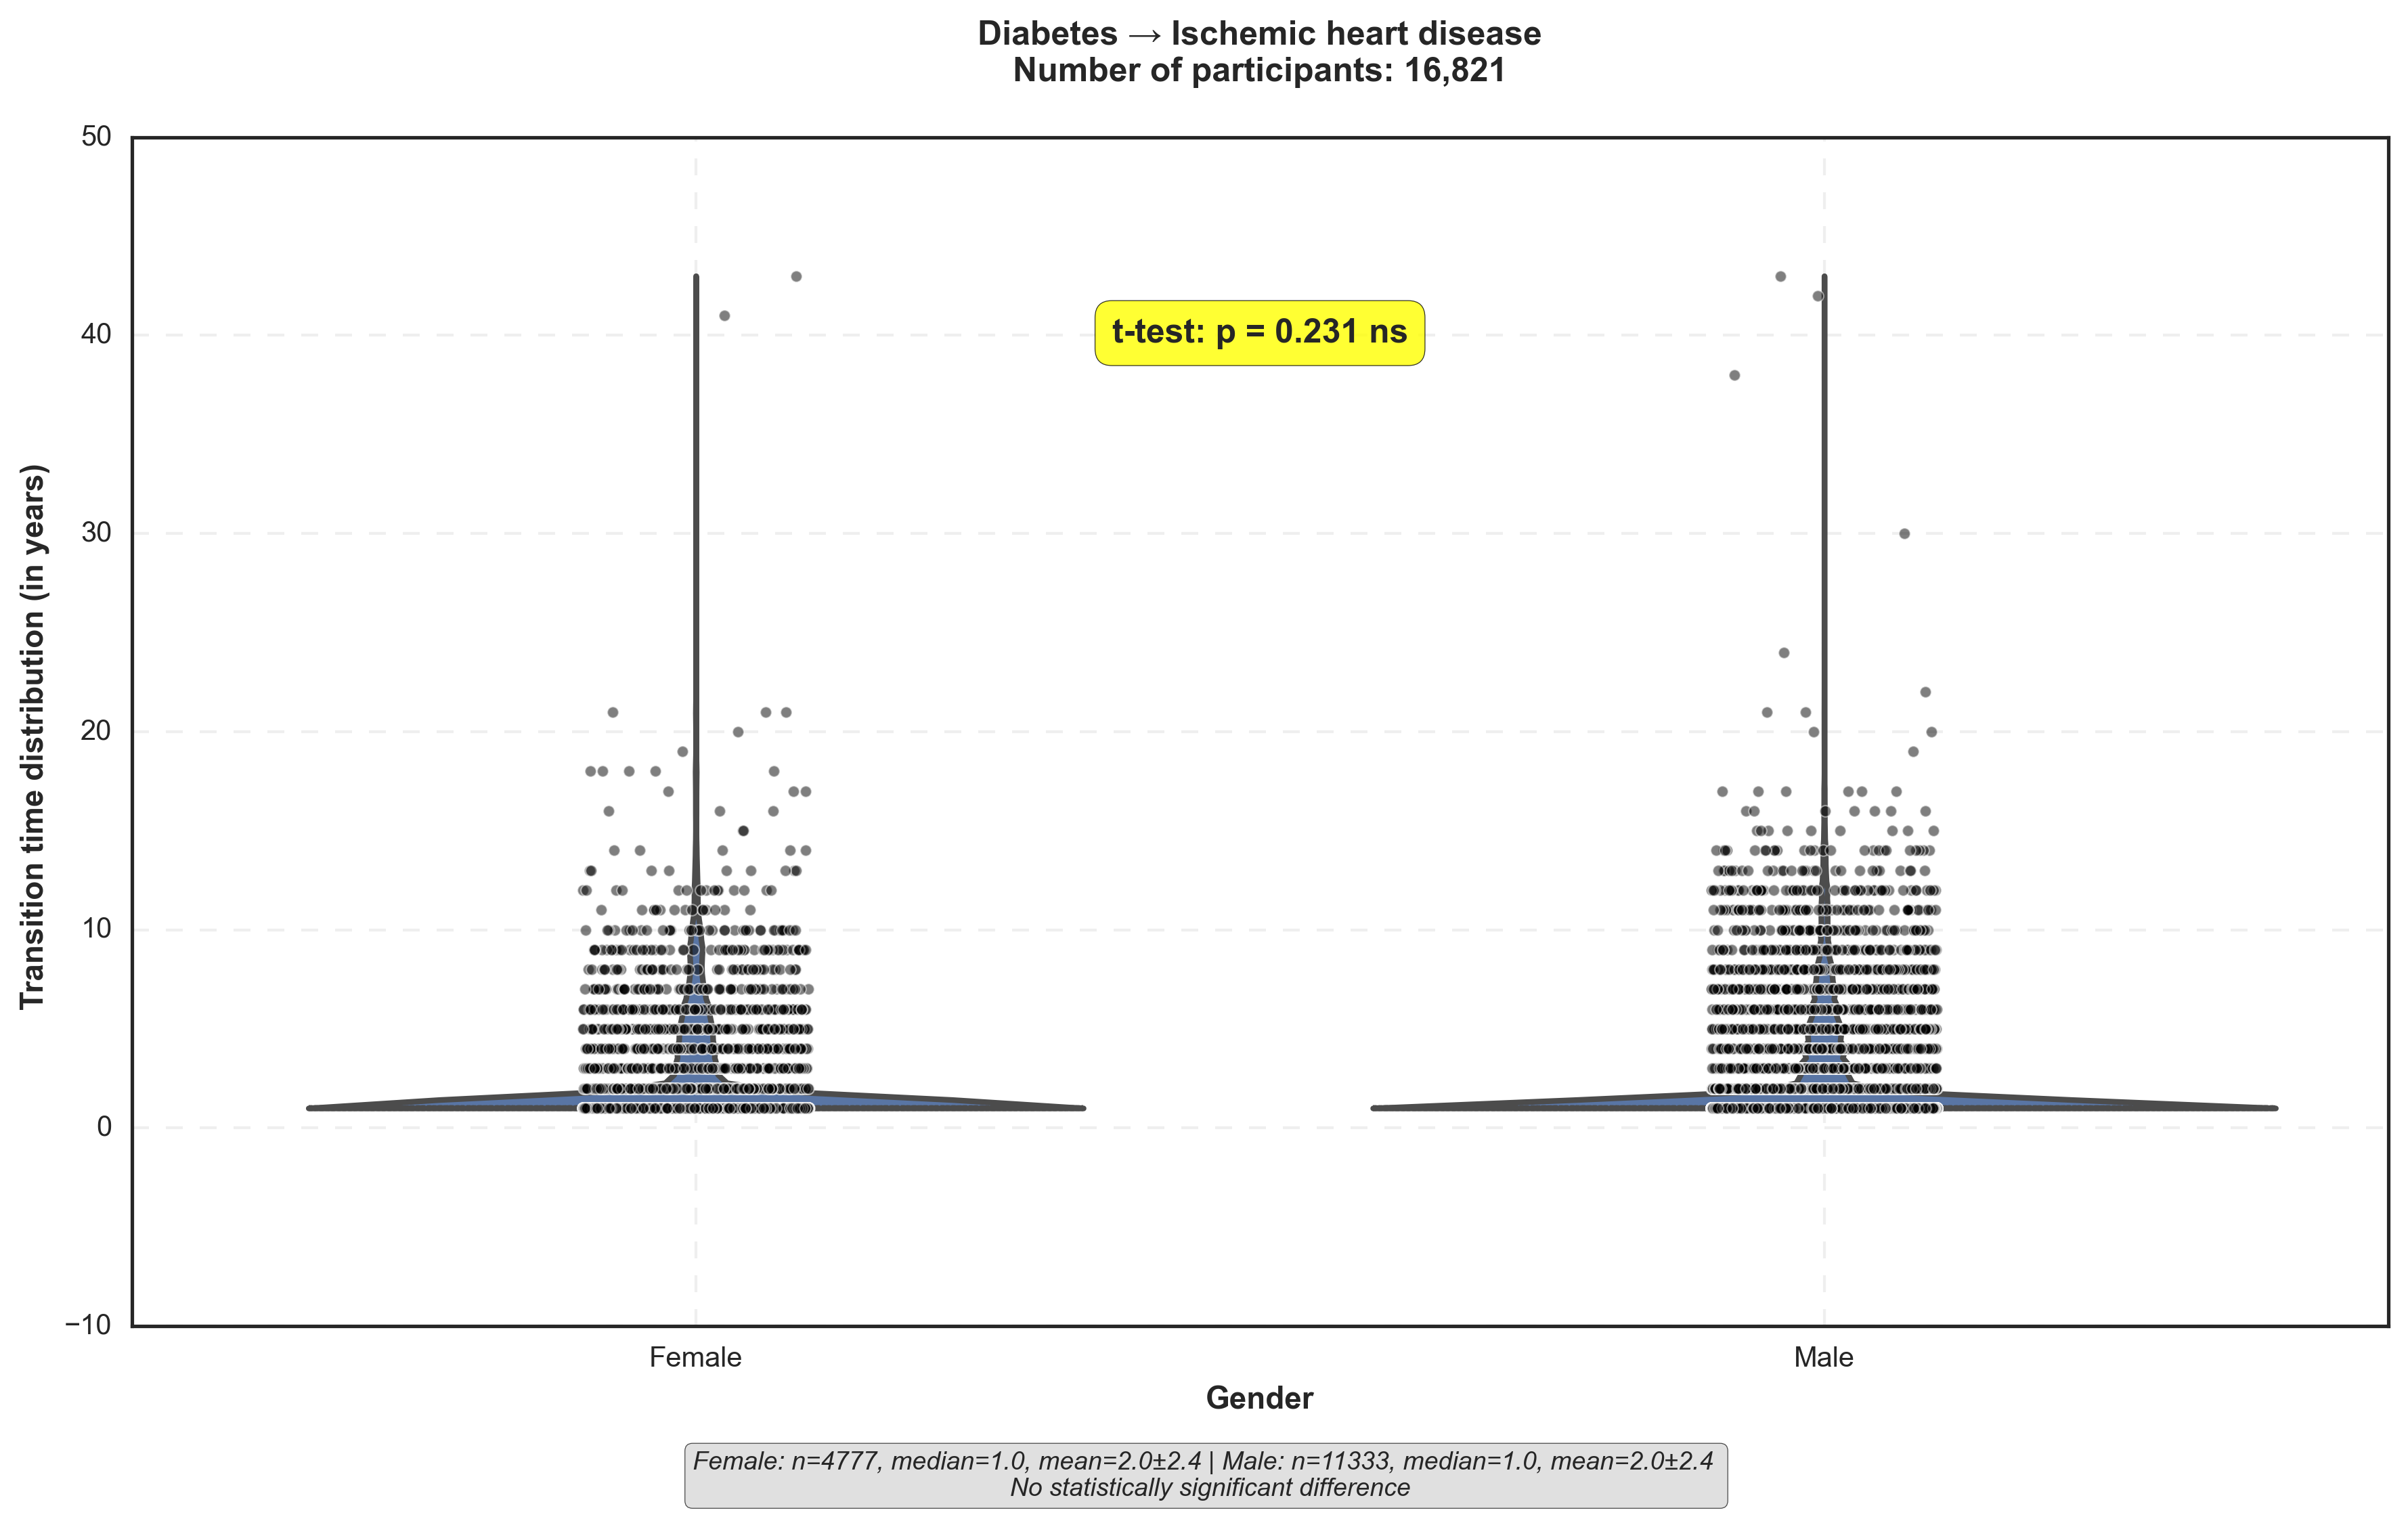 Diabetes → Ischemic heart disease
Number of participants: 16,821
50
40
30
20
10
0
−10
Transition time distribution (in years)
t-test: p = 0.231 ns
Female
Male
Gender
Female: n=4777, median=1.0, mean=2.0±2.4 | Male: n=11333, median=1.0, mean=2.0±2.4
No statistically significant difference